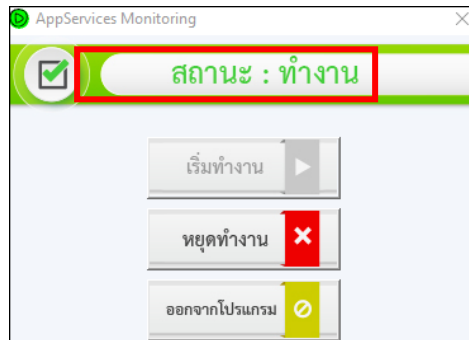 AppServices Monitoring
สถานะ : ทำงาน
เริ่มทำงาน
หยุดทำงาน
ออกจากโปรแกรม